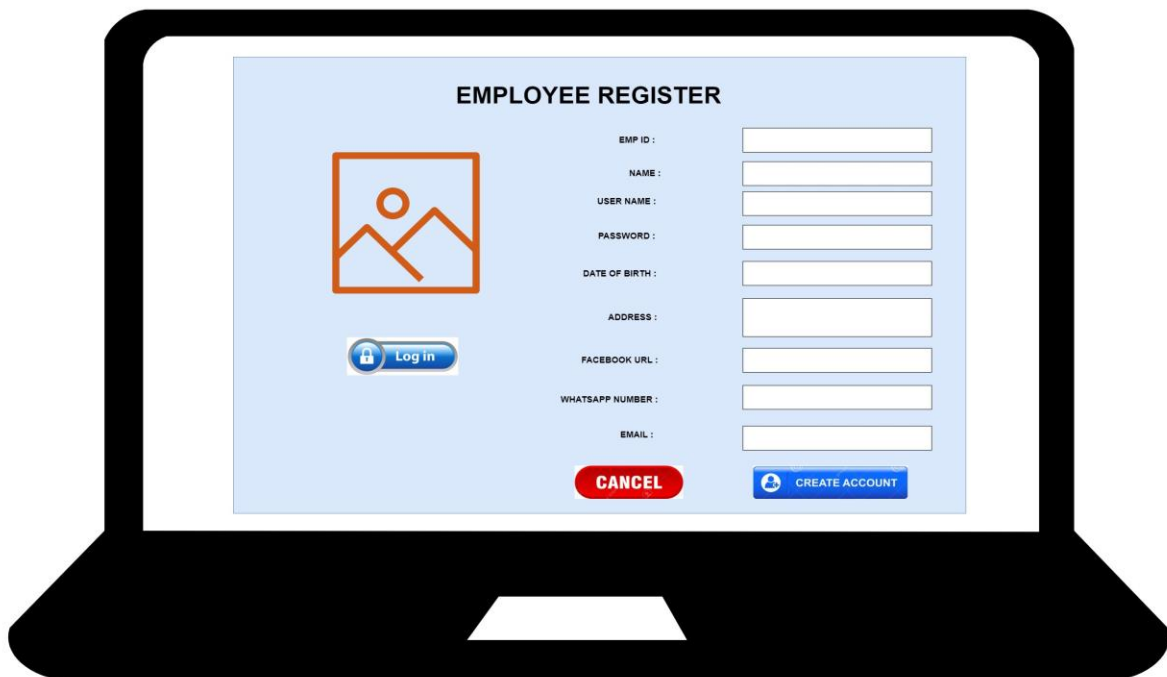 EMPLOYEE REGISTER
EMP ID :
NAME :
USER NAME :
PASSWORD :
DATE OF BIRTH :
ADDRESS :
Log in
FACEBOOK URL :
WHATSAPP NUMBER :
EMAIL :
CANCEL
CREATE ACCOUNT